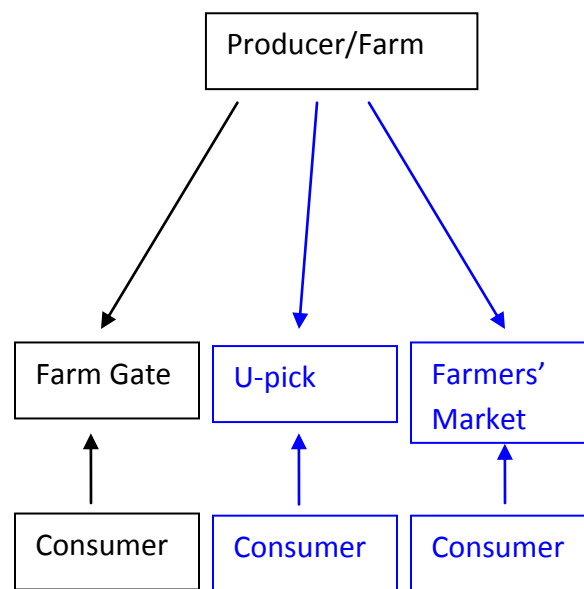 Producer/Farm
Farm Gate
U-pick
Farmers’
Market
Consumer
Consumer
Consumer